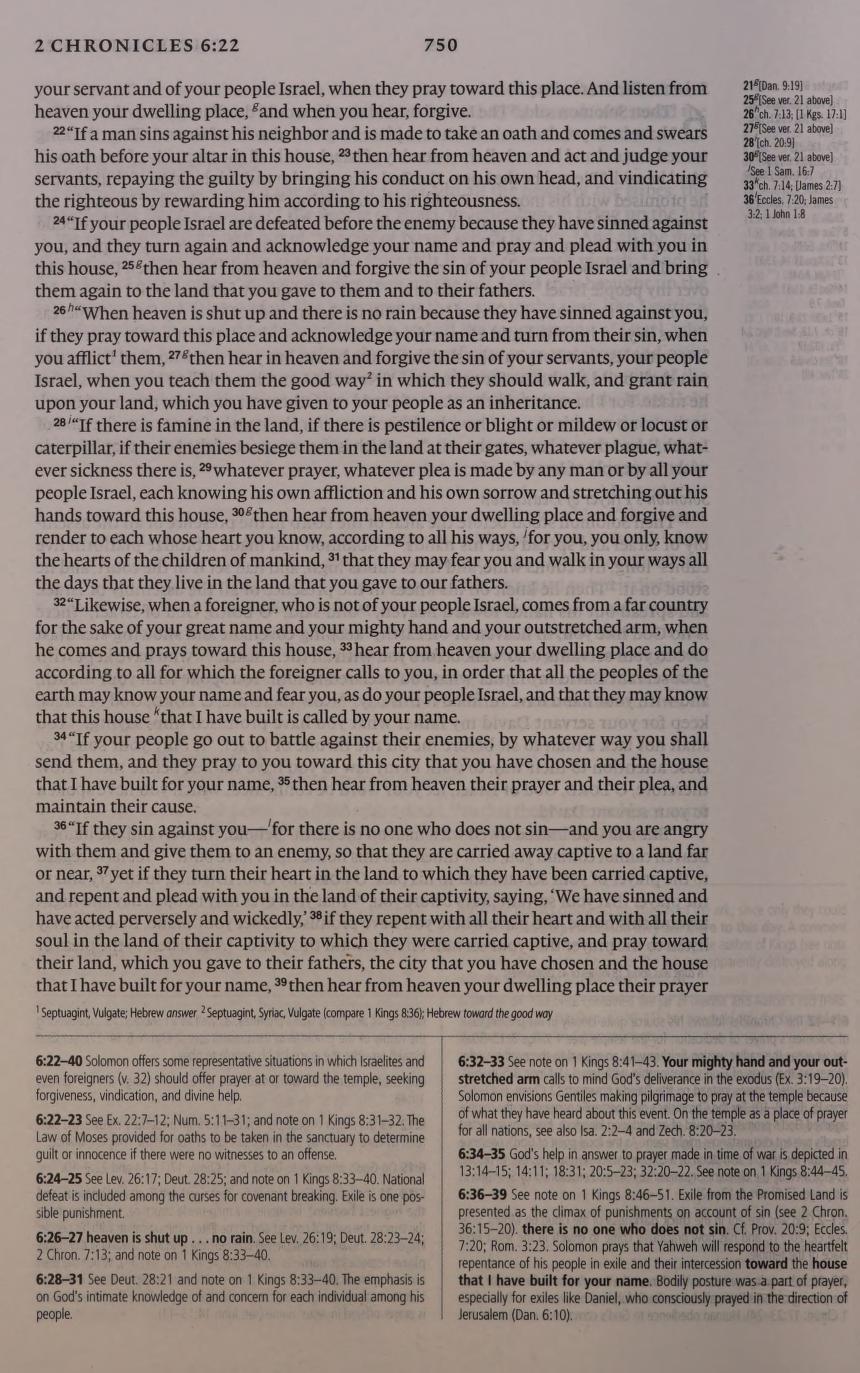 2 CHRONICLES 6:22
750
your servant and of your people Israel, when they pray toward this place. And listen from
heaven your dwelling place, ᵍand when you hear, forgive.
²²“If a man sins against his neighbor and is made to take an oath and comes and swears
his oath before your altar in this house, ²³then hear from heaven and act and judge your
servants, repaying the guilty by bringing his conduct on his own head, and vindicating
the righteous by rewarding him according to his righteousness.
²⁴“If your people Israel are defeated before the enemy because they have sinned against
you, and they turn again and acknowledge your name and pray and plead with you in
this house, ²⁵ᵍthen hear from heaven and forgive the sin of your people Israel and bring
them again to the land that you gave to them and to their fathers.
²⁶ʰ“When heaven is shut up and there is no rain because they have sinned against you,
if they pray toward this place and acknowledge your name and turn from their sin, when
you afflict¹ them, ²⁷ᵍthen hear in heaven and forgive the sin of your servants, your people
Israel, when you teach them the good way² in which they should walk, and grant rain
upon your land, which you have given to your people as an inheritance.
²⁸ⁱ“If there is famine in the land, if there is pestilence or blight or mildew or locust or
caterpillar, if their enemies besiege them in the land at their gates, whatever plague, what-
ever sickness there is, ²⁹whatever prayer, whatever plea is made by any man or by all your
people Israel, each knowing his own affliction and his own sorrow and stretching out his
hands toward this house, ³⁰ᵍthen hear from heaven your dwelling place and forgive and
render to each whose heart you know, according to all his ways, ʲfor you, you only, know
the hearts of the children of mankind, ³¹that they may fear you and walk in your ways all
the days that they live in the land that you gave to our fathers.
³²“Likewise, when a foreigner, who is not of your people Israel, comes from a far country
for the sake of your great name and your mighty hand and your outstretched arm, when
he comes and prays toward this house, ³³hear from heaven your dwelling place and do
according to all for which the foreigner calls to you, in order that all the peoples of the
earth may know your name and fear you, as do your people Israel, and that they may know
that this house ᵏthat I have built is called by your name.
³⁴“If your people go out to battle against their enemies, by whatever way you shall
send them, and they pray to you toward this city that you have chosen and the house
that I have built for your name, ³⁵then hear from heaven their prayer and their plea, and
maintain their cause.
³⁶“If they sin against you—ˡfor there is no one who does not sin—and you are angry
with them and give them to an enemy, so that they are carried away captive to a land far
or near, ³⁷yet if they turn their heart in the land to which they have been carried captive,
and repent and plead with you in the land of their captivity, saying, ‘We have sinned and
have acted perversely and wickedly,’ ³⁸if they repent with all their heart and with all their
soul in the land of their captivity to which they were carried captive, and pray toward
their land, which you gave to their fathers, the city that you have chosen and the house
that I have built for your name, ³⁹then hear from heaven your dwelling place their prayer
21ᵍ[Dan. 9:19]
25ᵍ[See ver. 21 above]
26ʰch. 7:13; [1 Kgs. 17:1]
27ᵍ[See ver. 21 above]
28ⁱ[ch. 20:9]
30ᵍ[See ver. 21 above]
ʲSee 1 Sam. 16:7
33ᵏch. 7:14; [James 2:7]
36ˡEccles. 7:20; James
3:2; 1 John 1:8
¹ Septuagint, Vulgate; Hebrew answer ² Septuagint, Syriac, Vulgate (compare 1 Kings 8:36); Hebrew toward the good way
6:22–40 Solomon offers some representative situations in which Israelites and
even foreigners (v. 32) should offer prayer at or toward the temple, seeking
forgiveness, vindication, and divine help.
6:22–23 See Ex. 22:7–12; Num. 5:11–31; and note on 1 Kings 8:31–32. The
Law of Moses provided for oaths to be taken in the sanctuary to determine
guilt or innocence if there were no witnesses to an offense.
6:24–25 See Lev. 26:17; Deut. 28:25; and note on 1 Kings 8:33–40. National
defeat is included among the curses for covenant breaking. Exile is one pos-
sible punishment.
6:26–27 heaven is shut up . . . no rain. See Lev. 26:19; Deut. 28:23–24;
2 Chron. 7:13; and note on 1 Kings 8:33–40.
6:28–31 See Deut. 28:21 and note on 1 Kings 8:33–40. The emphasis is
on God’s intimate knowledge of and concern for each individual among his
people.
6:32–33 See note on 1 Kings 8:41–43. Your mighty hand and your out-
stretched arm calls to mind God’s deliverance in the exodus (Ex. 3:19–20).
Solomon envisions Gentiles making pilgrimage to pray at the temple because
of what they have heard about this event. On the temple as a place of prayer
for all nations, see also Isa. 2:2–4 and Zech. 8:20–23.
6:34–35 God’s help in answer to prayer made in time of war is depicted in
13:14–15; 14:11; 18:31; 20:5–23; 32:20–22. See note on 1 Kings 8:44–45.
6:36–39 See note on 1 Kings 8:46–51. Exile from the Promised Land is
presented as the climax of punishments on account of sin (see 2 Chron.
36:15–20). there is no one who does not sin. Cf. Prov. 20:9; Eccles.
7:20; Rom. 3:23. Solomon prays that Yahweh will respond to the heartfelt
repentance of his people in exile and their intercession toward the house
that I have built for your name. Bodily posture was a part of prayer,
especially for exiles like Daniel, who consciously prayed in the direction of
Jerusalem (Dan. 6:10).